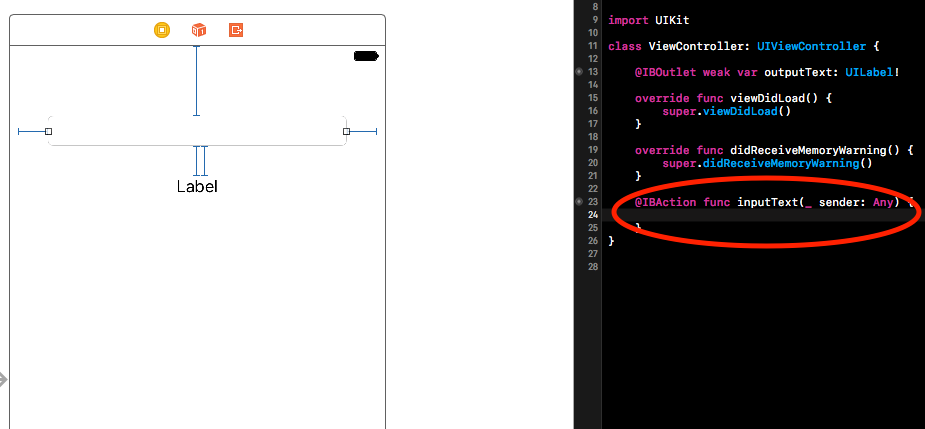 Label
8
9 import UIKit
10
11 class ViewController: UIViewController {
12
13 @IBOutlet weak var outputText: UILabel!
14
15 override func viewDidLoad() {
16 super.viewDidLoad()
17 }
18
19 override func didReceiveMemoryWarning() {
20 super.didReceiveMemoryWarning()
21 }
22
23 @IBAction func inputText(_ sender: Any) {
24
25 }
26 }
27
28